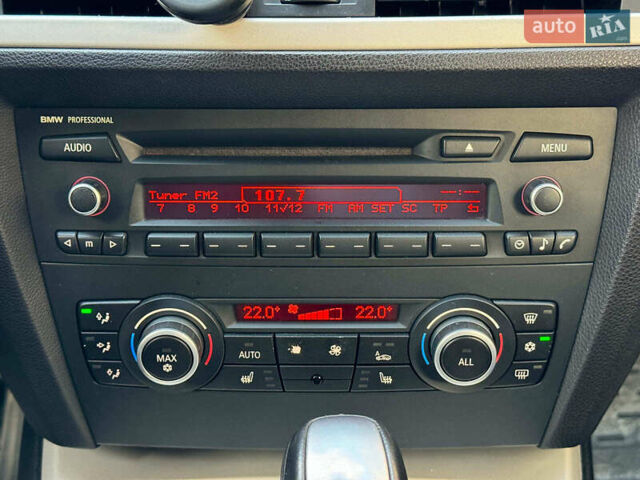 auto RIA
BMW PROFESSIONAL
AUDIO
MENU
Tuner FM2 107.7 --:--
7 8 9 10 11✓12 FM AM SET SC 7P
m
22.0° 22.0°
MAX
AUTO
ALL